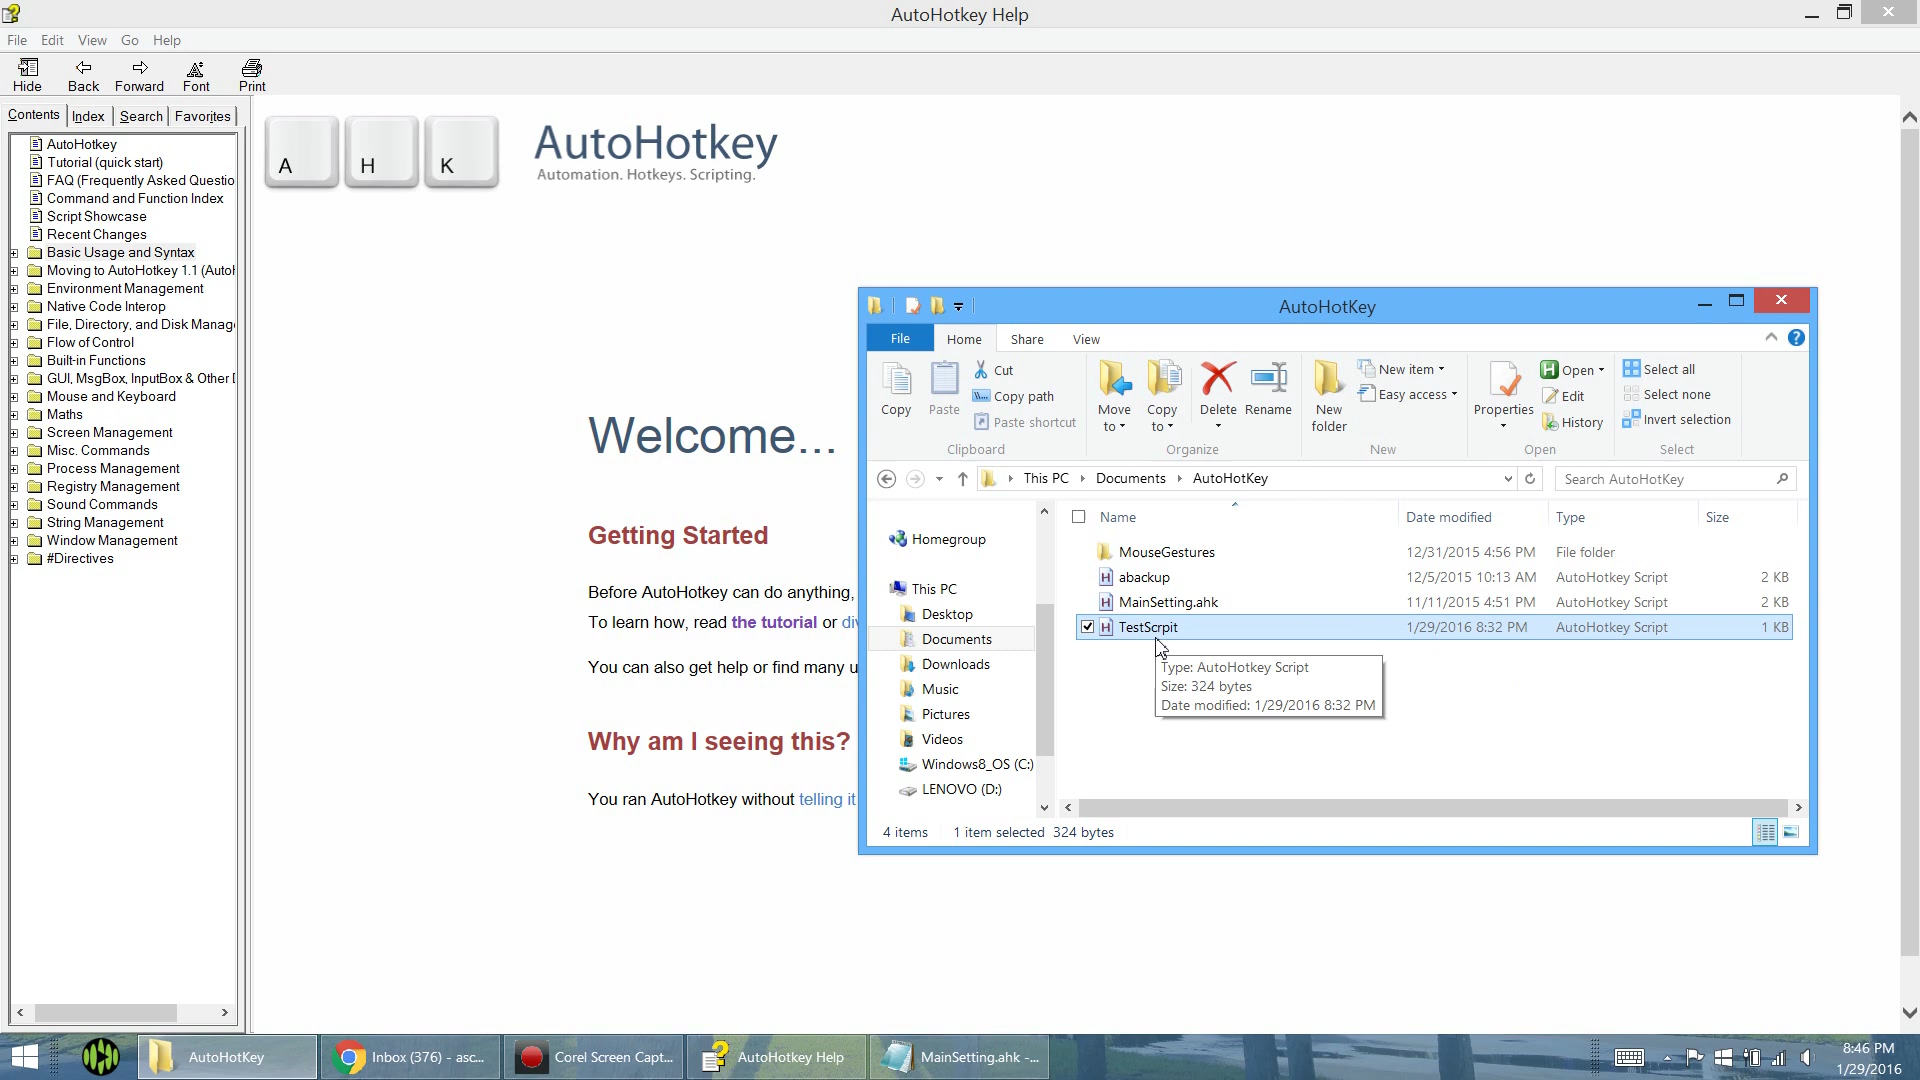 AutoHotkey Help
File Edit View Go Help
Hide Back Forward Font Print
Contents Index Search Favorites
AutoHotkey
Tutorial (quick start)
FAQ (Frequently Asked Questio
Command and Function Index
Script Showcase
Recent Changes
Basic Usage and Syntax
Moving to AutoHotkey 1.1 (AutoH
Environment Management
Native Code Interop
File, Directory, and Disk Manage
Flow of Control
Built-in Functions
GUI, MsgBox, InputBox & Other D
Mouse and Keyboard
Maths
Screen Management
Misc. Commands
Process Management
Registry Management
Sound Commands
String Management
Window Management
#Directives
A H K
AutoHotkey
Automation. Hotkeys. Scripting.
Welcome...
Getting Started
Before AutoHotkey can do anything,
To learn how, read the tutorial or di
You can also get help or find many u
Why am I seeing this?
You ran AutoHotkey without telling it
AutoHotKey
File Home Share View
Copy Paste Cut Copy path Paste shortcut
Clipboard
Move to Copy to Delete Rename
Organize
New folder New item Easy access
New
Properties Open Edit History
Open
Select all Select none Invert selection
Select
This PC Documents AutoHotKey
Search AutoHotKey
Homegroup
This PC
Desktop
Documents
Downloads
Music
Pictures
Videos
Windows8_OS (C:)
LENOVO (D:)
Name Date modified Type Size
MouseGestures 12/31/2015 4:56 PM File folder
abackup 12/5/2015 10:13 AM AutoHotkey Script 2 KB
MainSetting.ahk 11/11/2015 4:51 PM AutoHotkey Script 2 KB
TestScrpit 1/29/2016 8:32 PM AutoHotkey Script 1 KB
Type: AutoHotkey Script
Size: 324 bytes
Date modified: 1/29/2016 8:32 PM
4 items 1 item selected 324 bytes
AutoHotKey
Inbox (376) - asc...
Corel Screen Capt...
AutoHotkey Help
MainSetting.ahk -...
8:46 PM
1/29/2016